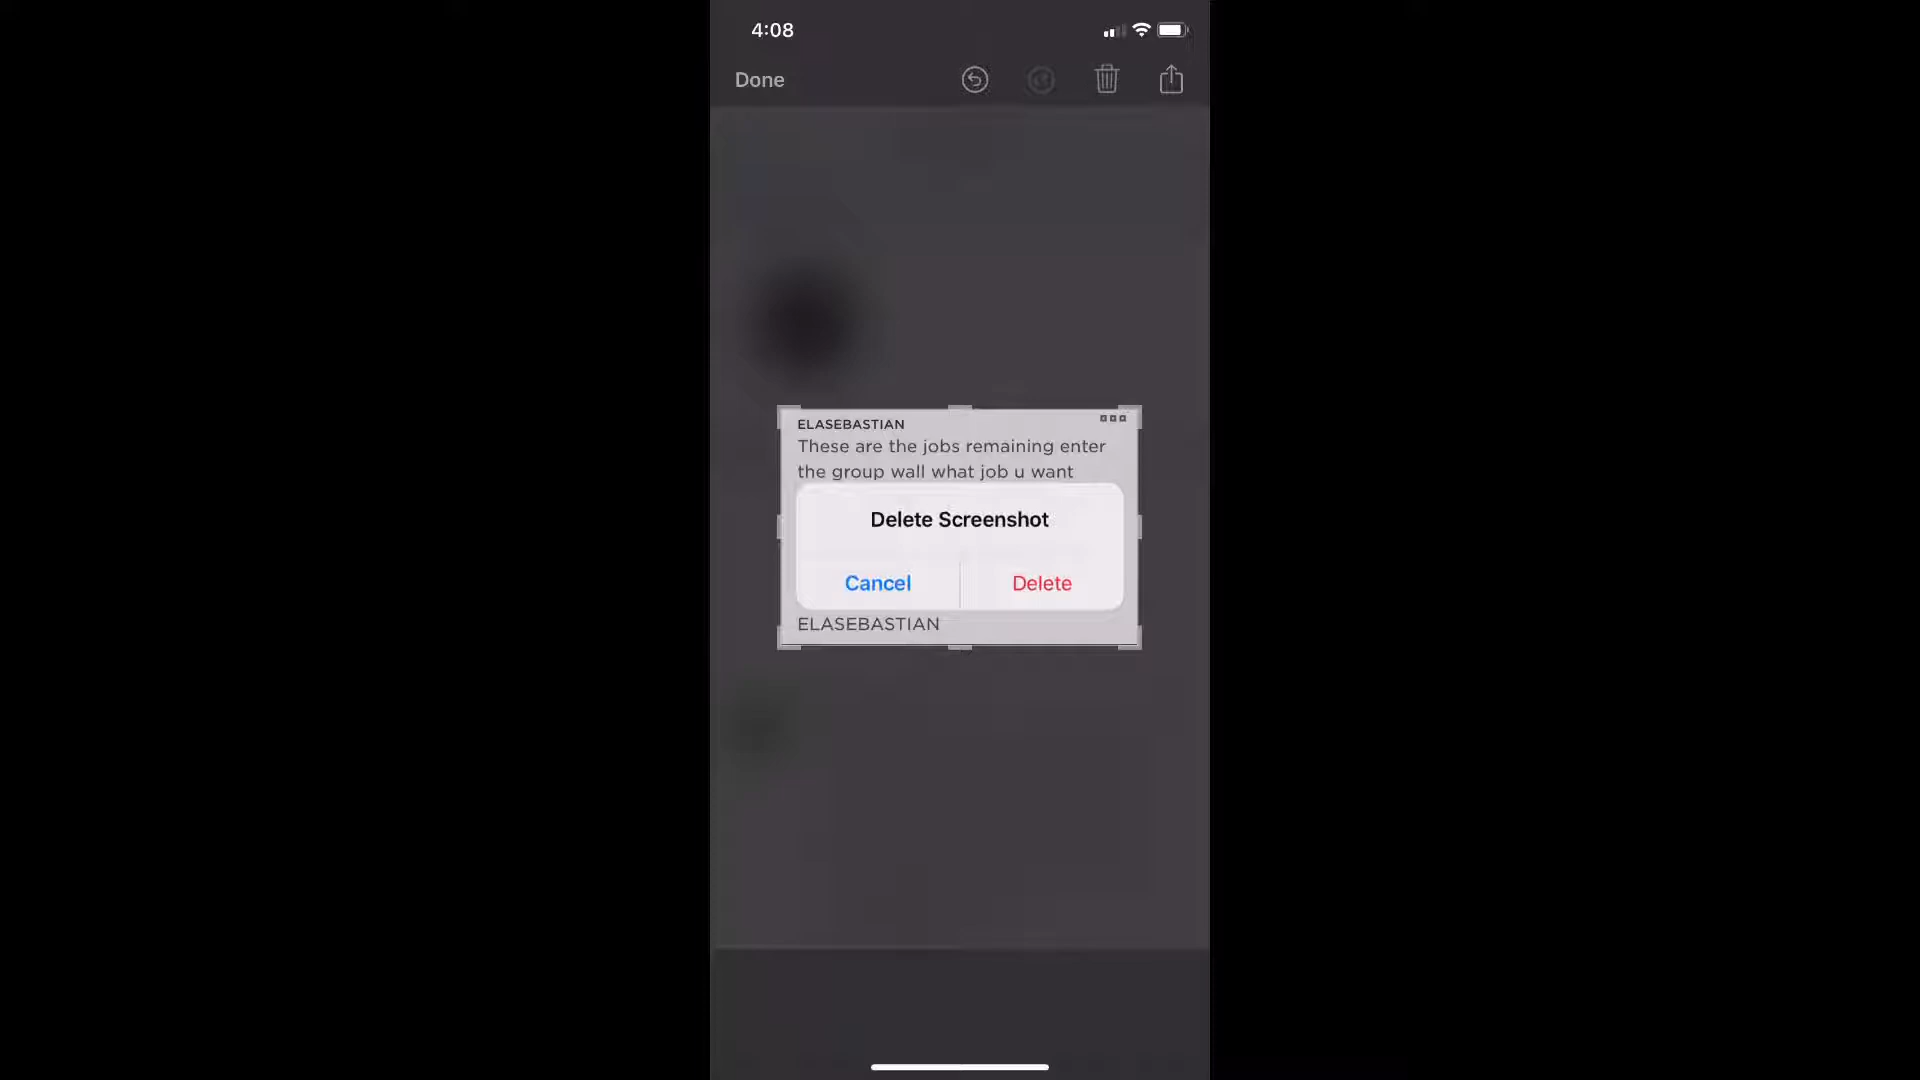 4:08
Done
ELASEBASTIAN
These are the jobs remaining enter
the group wall what job u want
Delete Screenshot
Cancel
Delete
ELASEBASTIAN